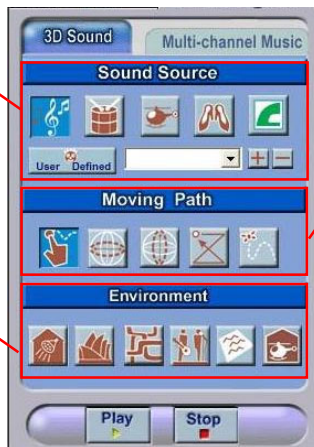 3D Sound
Multi-channel Music
Sound Source
User Defined
Moving Path
Environment
Play
Stop